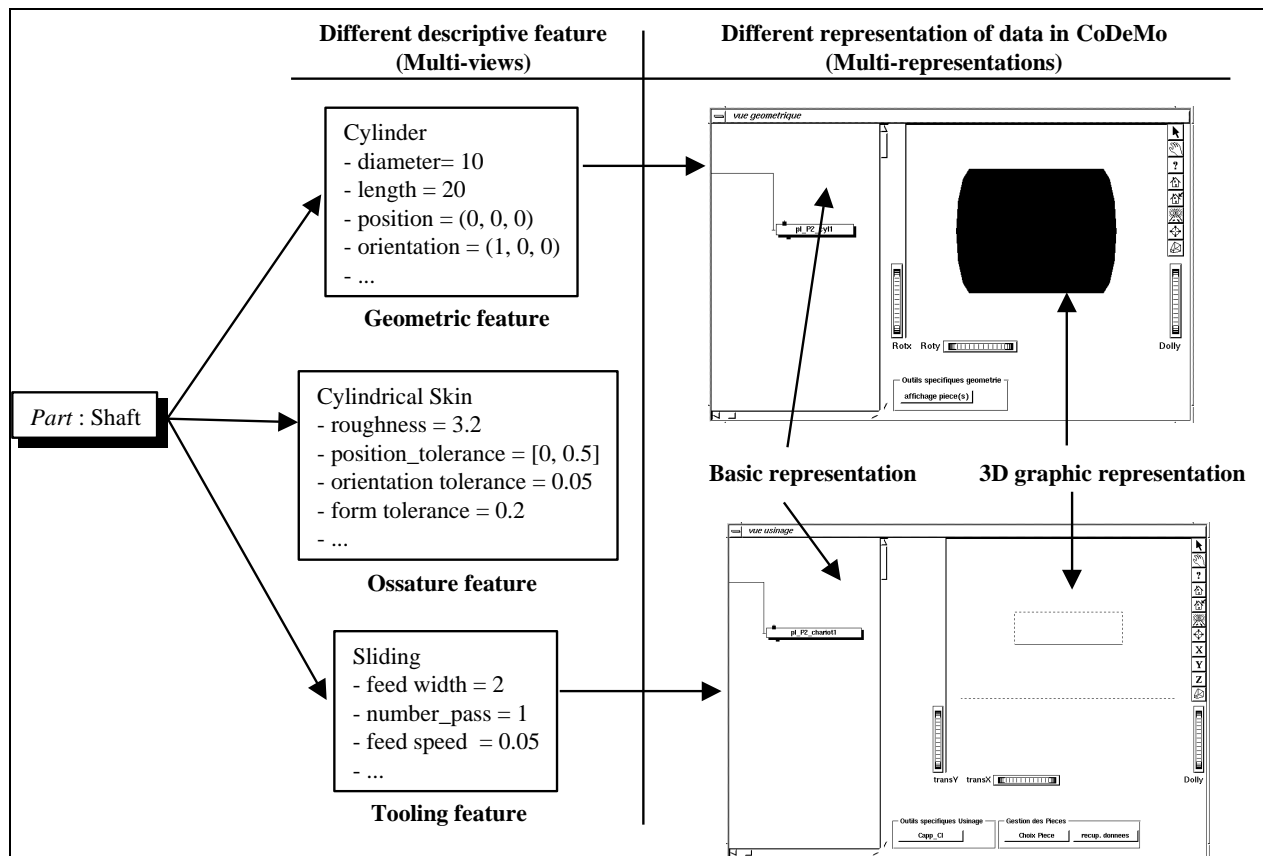 Different descriptive feature
(Multi-views)
Different representation of data in CoDeMo
(Multi-representations)
Part : Shaft
Cylinder
- diameter= 10
- length = 20
- position = (0, 0, 0)
- orientation = (1, 0, 0)
- ...
Geometric feature
Cylindrical Skin
- roughness = 3.2
- position_tolerance = [0, 0.5]
- orientation tolerance = 0.05
- form tolerance = 0.2
- ...
Ossature feature
Sliding
- feed width = 2
- number_pass = 1
- feed speed = 0.05
- ...
Tooling feature
vue geometrique
pl_P2_cyl1
?
Rotx Roty
Dolly
Outils specifiques geometrie
affichage piece(s)
Basic representation
3D graphic representation
vue usinage
pl_P2_chariot1
?
X
Y
Z
transY transX
Dolly
Outils specifiques Usinage
Capp_CI
Gestion des Pieces
Choix Piece
recup. donnees